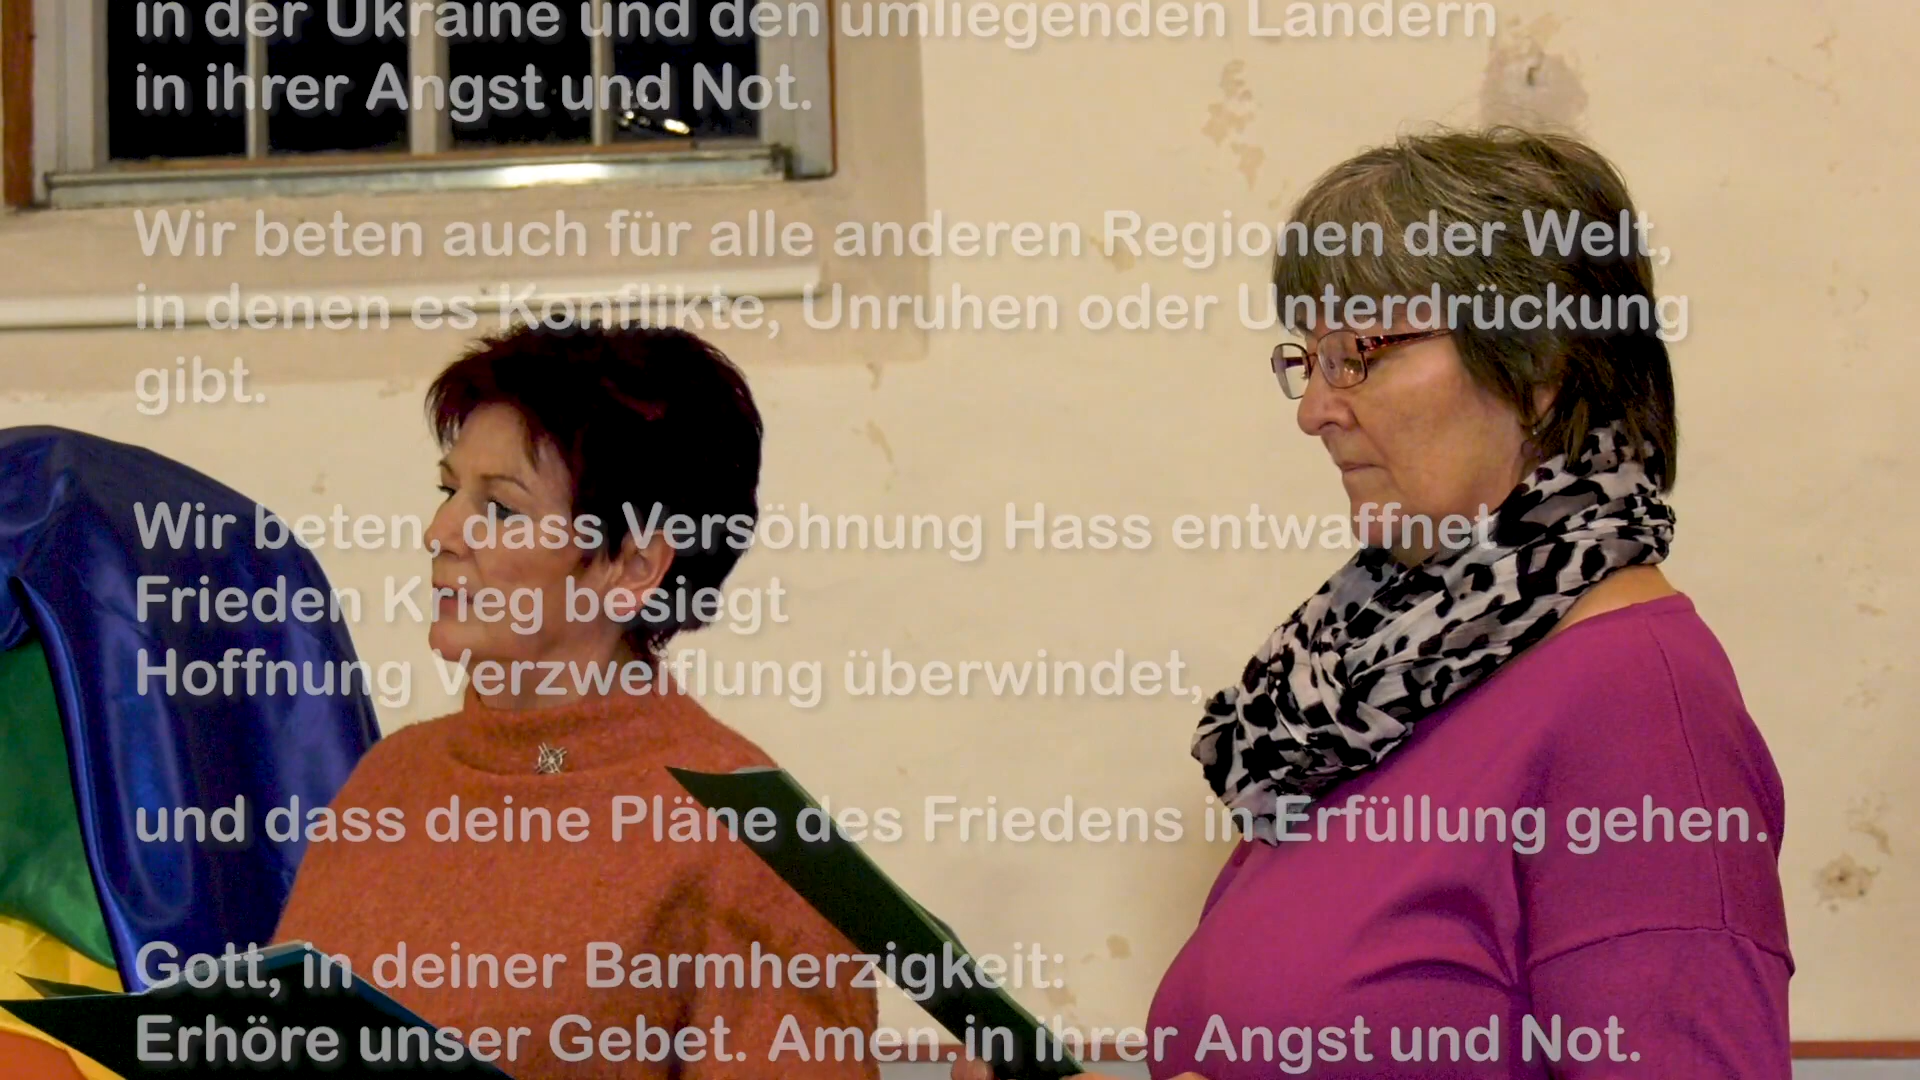 in der Ukraine und den umliegenden Ländern
in ihrer Angst und Not.
Wir beten auch für alle anderen Regionen der Welt,
in denen es Konflikte, Unruhen oder Unterdrückung
gibt.
Wir beten, dass Versöhnung Hass entwaffnet
Frieden Krieg besiegt
Hoffnung Verzweiflung überwindet,
und dass deine Pläne des Friedens in Erfüllung gehen.
Gott, in deiner Barmherzigkeit:
Erhöre unser Gebet. Amen.in ihrer Angst und Not.